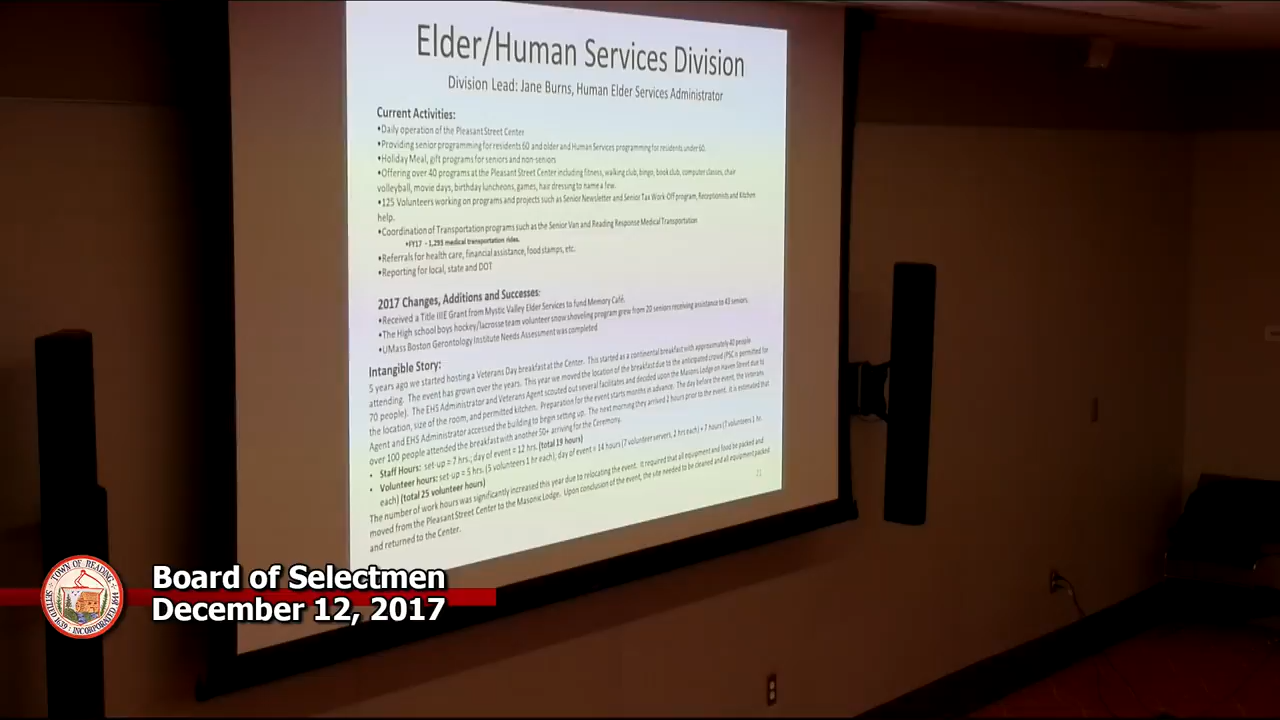 Elder/Human Services Division
Division Lead: Jane Burns, Human Elder Services Administrator
Current Activities:
•Daily operation of the Pleasant Street Center
•Providing senior programming for residents 60 and older and Human Services programming for residents under 60.
•Holiday Meal, gift programs for seniors and non-seniors
•Offering over 40 programs at the Pleasant Street Center including fitness, walking club, bingo, book club, computer classes, chair
volleyball, movie days, birthday luncheons, games, hair dressing to name a few.
•125 Volunteers working on programs and projects such as Senior Newsletter and Senior Tax Work-Off program, Receptionists and Kitchen
help.
•Coordination of Transportation programs such as the Senior Van and Reading Response Medical Transportation
•FY17 - 1,293 medical transportation rides.
•Referrals for health care, financial assistance, food stamps, etc.
•Reporting for local, state and DOT
2017 Changes, Additions and Successes:
•Received a Title IIIE Grant from Mystic Valley Elder Services to fund Memory Café.
•The High school boys hockey/lacrosse team volunteer snow shoveling program grew from 20 seniors receiving assistance to 43 seniors.
•UMass Boston Gerontology Institute Needs Assessment was completed
Intangible Story:
5 years ago we started hosting a Veterans Day breakfast at the Center. This started as a continental breakfast with approximately 40 people
attending. The event has grown over the years. This year we moved the location of the breakfast due to the anticipated crowd (PSC is permitted for
70 people). The EHS Administrator and Veterans Agent scouted out several facilitates and decided upon the Masons Lodge on Haven Street due to
the location, size of the room, and permitted kitchen. Preparation for the event starts months in advance. The day before the event, the Veterans
Agent and EHS Administrator accessed the building to begin setting up. The next morning they arrived 2 hours prior to the event. It is estimated that
over 100 people attended the breakfast with another 50+ arriving for the Ceremony.
• Staff Hours: set-up = 7 hrs.; day of event = 12 hrs. (total 19 hours)
• Volunteer hours: set-up = 5 hrs. (5 volunteers 1 hr each), day of event = 14 hours (7 volunteer servers, 2 hrs each) + 7 hours (7 volunteers 1 hr.
each) (total 25 volunteer hours)
The number of work hours was significantly increased this year due to relocating the event. It required that all equipment and food be packed and
moved from the Pleasant Street Center to the Masonic Lodge. Upon conclusion of the event, the site needed to be cleaned and all equipment packed
and returned to the Center.
21
TOWN OF READING
SETTLED 1639 INCORPORATED 1644
Board of Selectmen
December 12, 2017